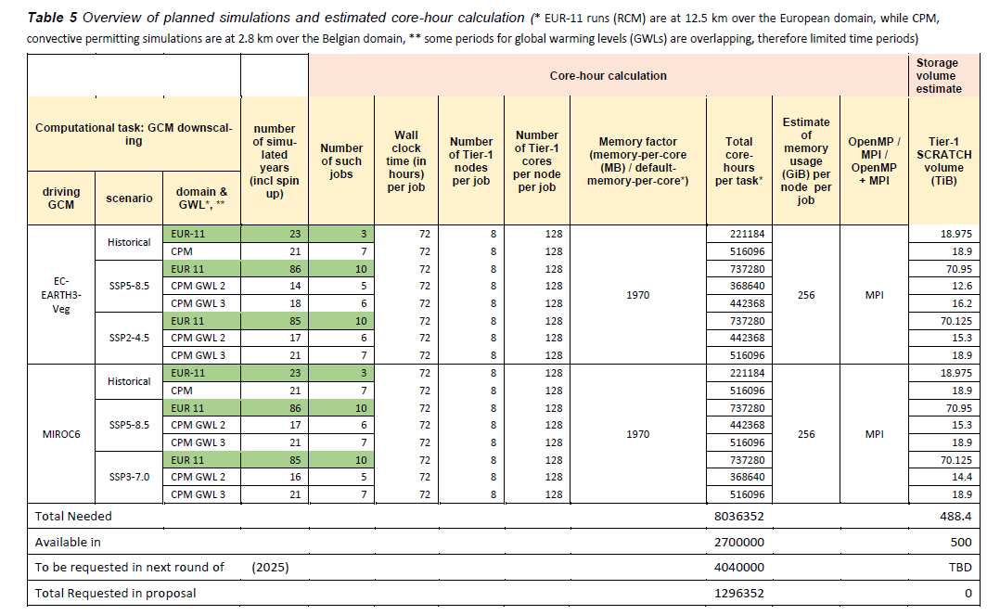 Table 5 Overview of planned simulations and estimated core-hour calculation (* EUR-11 runs (RCM) are at 12.5 km over the European domain, while CPM,
convective permitting simulations are at 2.8 km over the Belgian domain, ** some periods for global warming levels (GWLs) are overlapping, therefore limited time periods)
Core-hour calculation
Storage
volume
estimate
Computational task: GCM downscal-
ing
number
of simu-
lated
years
(incl spin
up)
Number
of such
jobs
Wall
clock
time (in
hours)
per job
Number
of Tier-1
nodes
per job
Number
of Tier-1
cores
per node
per job
Memory factor
(memory-per-core
(MB) / default-
memory-per-core*)
Total
core-
hours
per task*
Estimate
of
memory
usage
(GiB) per
node per
job
OpenMP /
MPI /
OpenMP
+ MPI
Tier-1
SCRATCH
volume
(TiB)
driving
GCM
scenario
domain &
GWL*, **
EC-
EARTH3-
Veg
Historical
EUR-11 23 3 72 8 128 221184 18.975
CPM 21 7 72 8 128 516096 18.9
SSP5-8.5
EUR 11 86 10 72 8 128 737280 70.95
CPM GWL 2 14 5 72 8 128 368640 12.6
CPM GWL 3 18 6 72 8 128 442368 16.2
1970 256 MPI
SSP2-4.5
EUR 11 85 10 72 8 128 737280 70.125
CPM GWL 2 17 6 72 8 128 442368 15.3
CPM GWL 3 21 7 72 8 128 516096 18.9
MIROC6
Historical
EUR-11 23 3 72 8 128 221184 18.975
CPM 21 7 72 8 128 516096 18.9
SSP5-8.5
EUR 11 86 10 72 8 128 737280 70.95
CPM GWL 2 17 6 72 8 128 442368 15.3
CPM GWL 3 21 7 72 8 128 516096 18.9
1970 256 MPI
SSP3-7.0
EUR 11 85 10 72 8 128 737280 70.125
CPM GWL 2 16 5 72 8 128 368640 14.4
CPM GWL 3 21 7 72 8 128 516096 18.9
Total Needed 8036352 488.4
Available in 2700000 500
To be requested in next round of (2025) 4040000 TBD
Total Requested in proposal 1296352 0